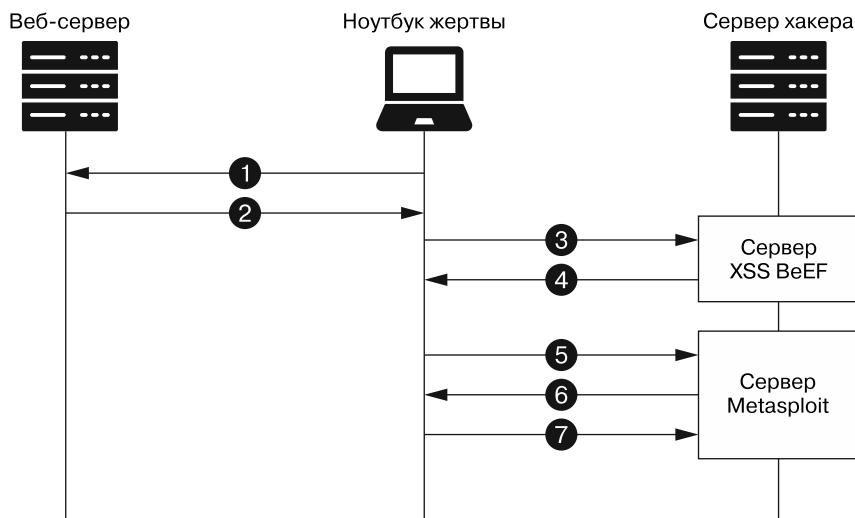 Веб-сервер
Ноутбук жертвы
Сервер хакера
1
2
3
Сервер
XSS BeEF
4
5
Сервер
Metasploit
6
7